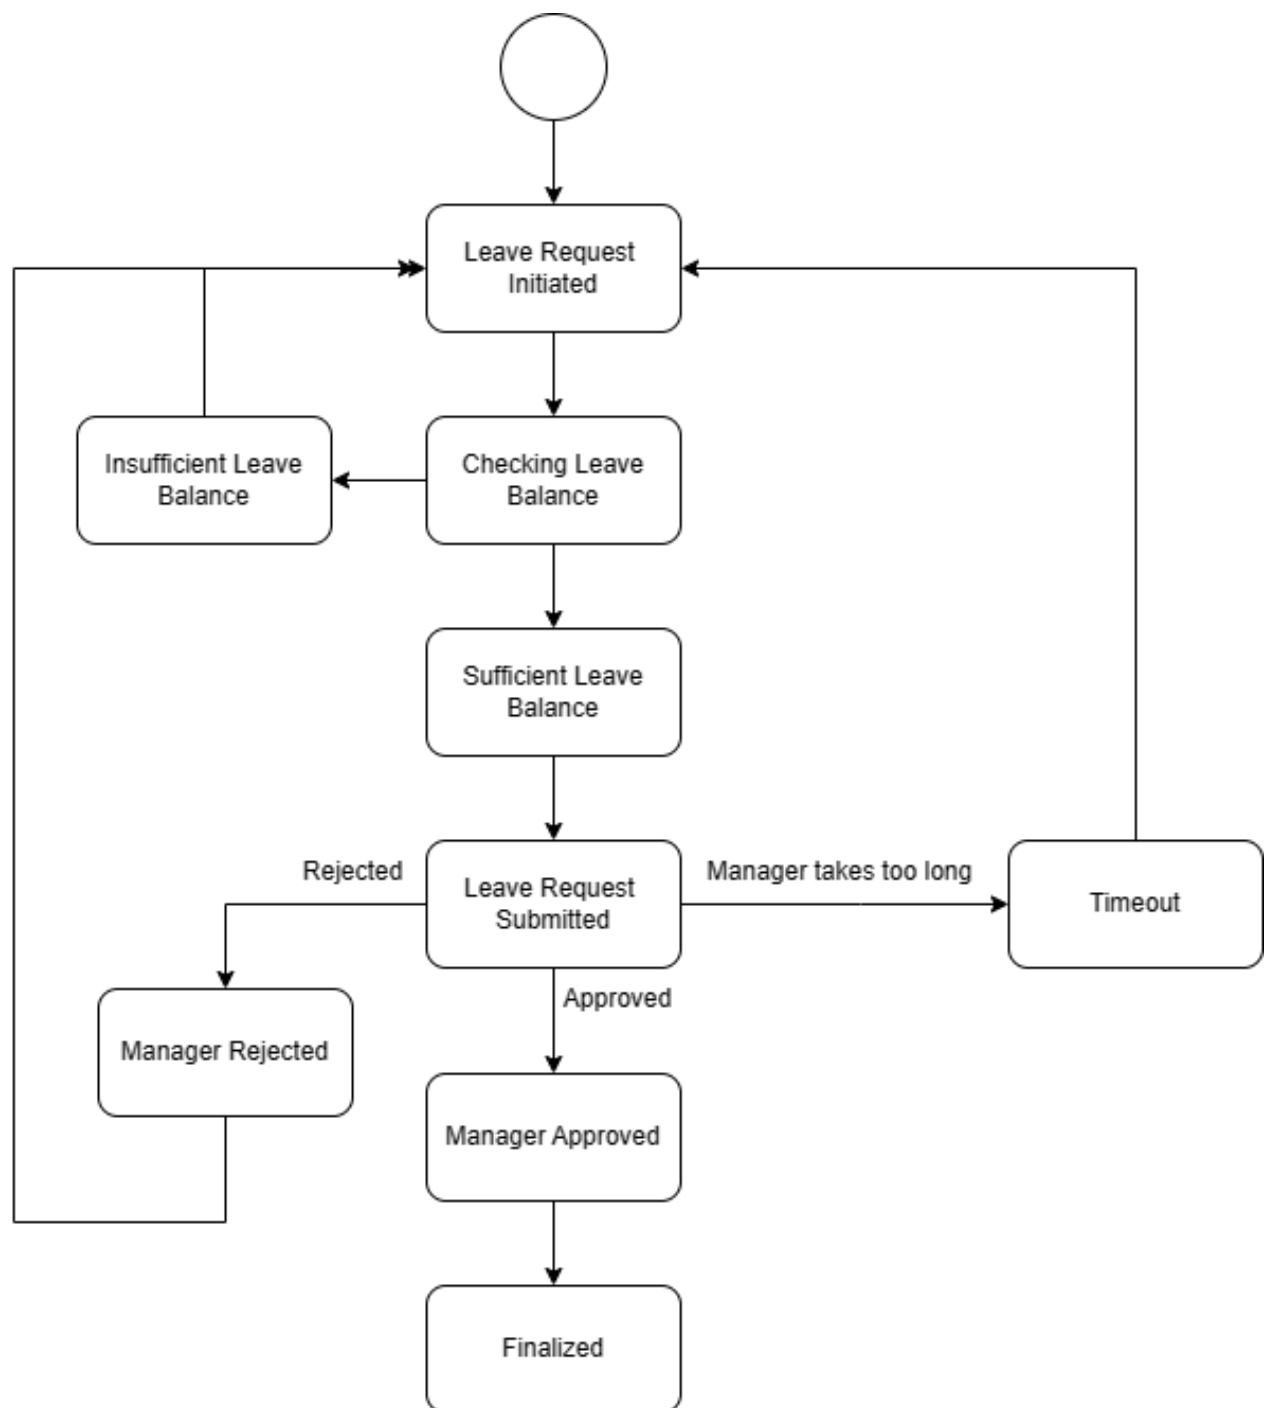 Leave Request
Initiated
Insufficient Leave
Balance
Checking Leave
Balance
Sufficient Leave
Balance
Rejected
Leave Request
Submitted
Manager takes too long
Timeout
Approved
Manager Rejected
Manager Approved
Finalized